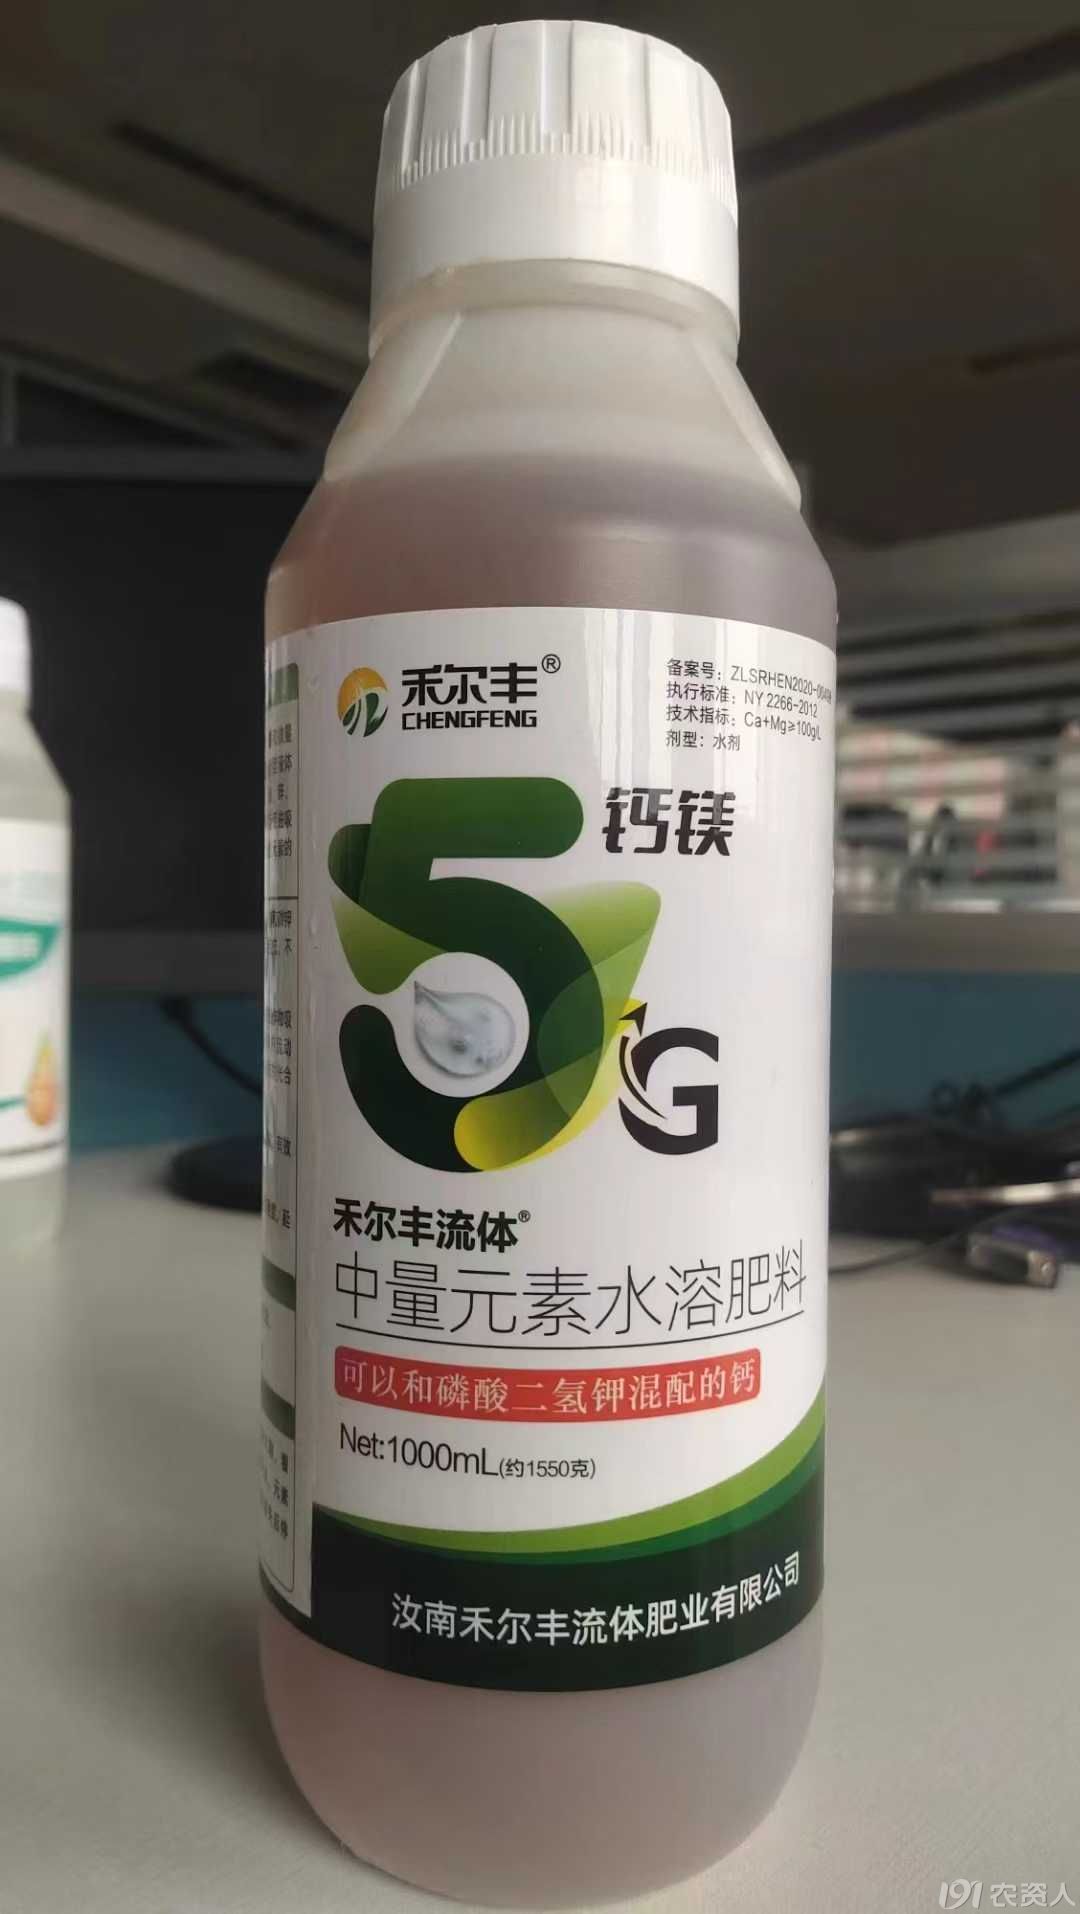 禾尔丰®
CHENGFENG
备案号：ZLSRHEN2020-
执行标准：NY 2266-2012
技术指标：Ca+Mg≥100g/L
剂型：水剂
钙镁
5G
禾尔丰流体®
中量元素水溶肥料
可以和磷酸二氢钾混配的钙
Net:1000mL(约1550克)
汝南禾尔丰流体肥业有限公司
191农资人